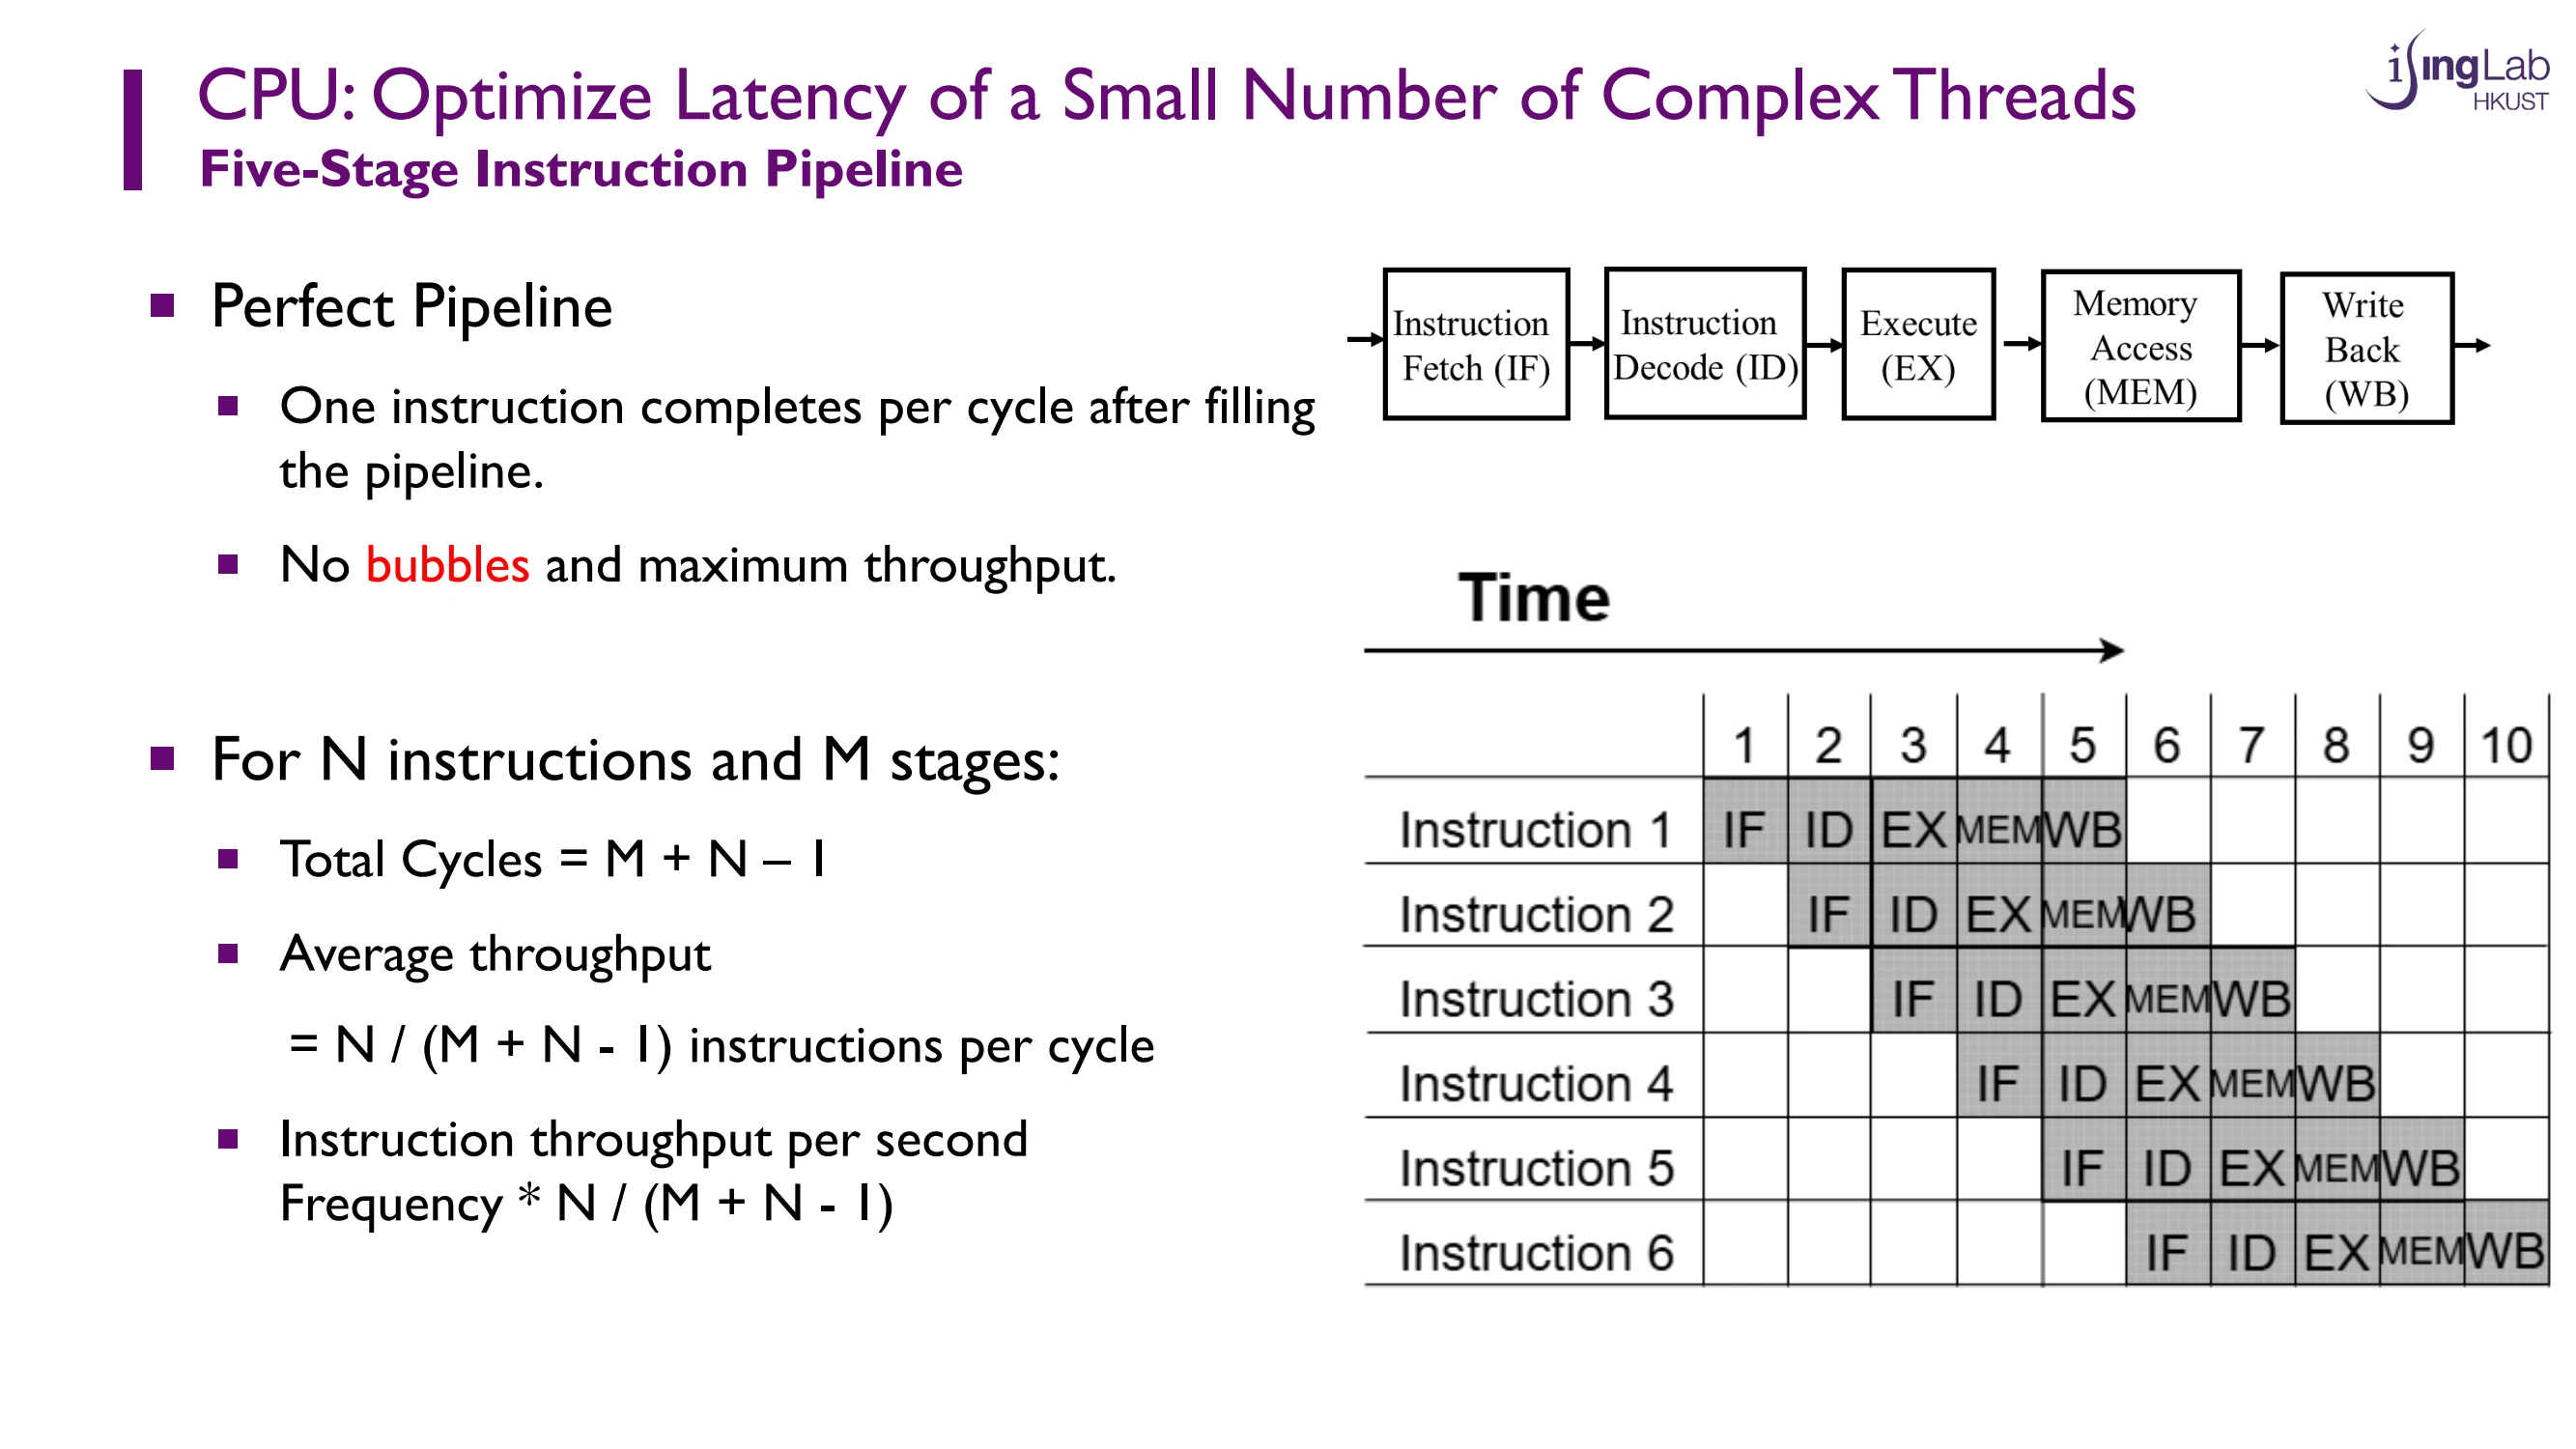 CPU: Optimize Latency of a Small Number of Complex Threads
Five-Stage Instruction Pipeline
isingLab
HKUST
▪ Perfect Pipeline
▪ One instruction completes per cycle after filling
the pipeline.
▪ No bubbles and maximum throughput.
▪ For N instructions and M stages:
▪ Total Cycles = M + N – 1
▪ Average throughput
= N / (M + N - 1) instructions per cycle
▪ Instruction throughput per second
Frequency * N / (M + N - 1)
Instruction
Fetch (IF)
Instruction
Decode (ID)
Execute
(EX)
Memory
Access
(MEM)
Write
Back
(WB)
Time
1 2 3 4 5 6 7 8 9 10
Instruction 1 IF ID EX MEM WB
Instruction 2 IF ID EX MEM WB
Instruction 3 IF ID EX MEM WB
Instruction 4 IF ID EX MEM WB
Instruction 5 IF ID EX MEM WB
Instruction 6 IF ID EX MEM WB